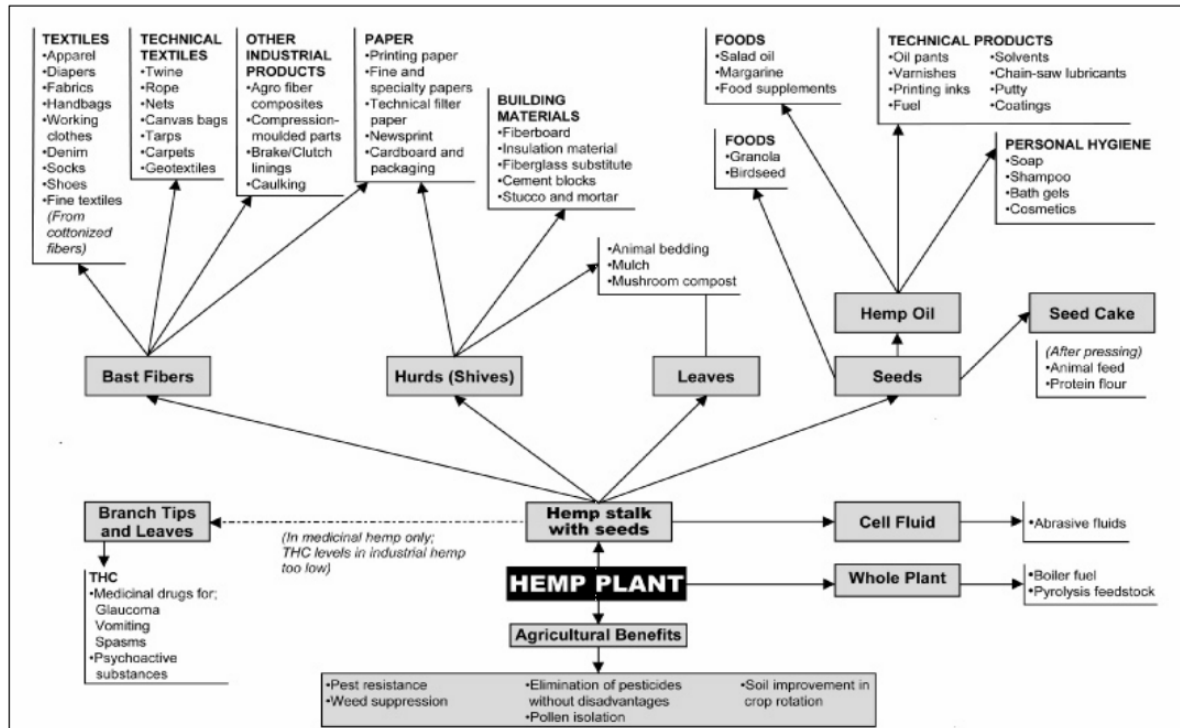 TEXTILES
•Apparel
•Diapers
•Fabrics
•Handbags
•Working
clothes
•Denim
•Socks
•Shoes
•Fine textiles
(From
cottonized
fibers)
TECHNICAL
TEXTILES
•Twine
•Rope
•Nets
•Canvas bags
•Tarps
•Carpets
•Geotextiles
OTHER
INDUSTRIAL
PRODUCTS
•Agro fiber
composites
•Compression-
moulded parts
•Brake/Clutch
linings
•Caulking
PAPER
•Printing paper
•Fine and
specialty papers
•Technical filter
paper
•Newsprint
•Cardboard and
packaging
BUILDING
MATERIALS
•Fiberboard
•Insulation material
•Fiberglass substitute
•Cement blocks
•Stucco and mortar
•Animal bedding
•Mulch
•Mushroom compost
FOODS
•Salad oil
•Margarine
•Food supplements
FOODS
•Granola
•Birdseed
TECHNICAL PRODUCTS
•Oil pants
•Varnishes
•Printing inks
•Fuel
•Solvents
•Chain-saw lubricants
•Putty
•Coatings
PERSONAL HYGIENE
•Soap
•Shampoo
•Bath gels
•Cosmetics
Hemp Oil
Seed Cake
(After pressing)
•Animal feed
•Protein flour
Bast Fibers
Hurds (Shives)
Leaves
Seeds
Branch Tips
and Leaves
(In medicinal hemp only;
THC levels in industrial hemp
too low)
Hemp stalk
with seeds
Cell Fluid
•Abrasive fluids
HEMP PLANT
Whole Plant
•Boiler fuel
•Pyrolysis feedstock
THC
•Medicinal drugs for;
Glaucoma
Vomiting
Spasms
•Psychoactive
substances
Agricultural Benefits
•Pest resistance
•Weed suppression
•Elimination of pesticides
without disadvantages
•Pollen isolation
•Soil improvement in
crop rotation